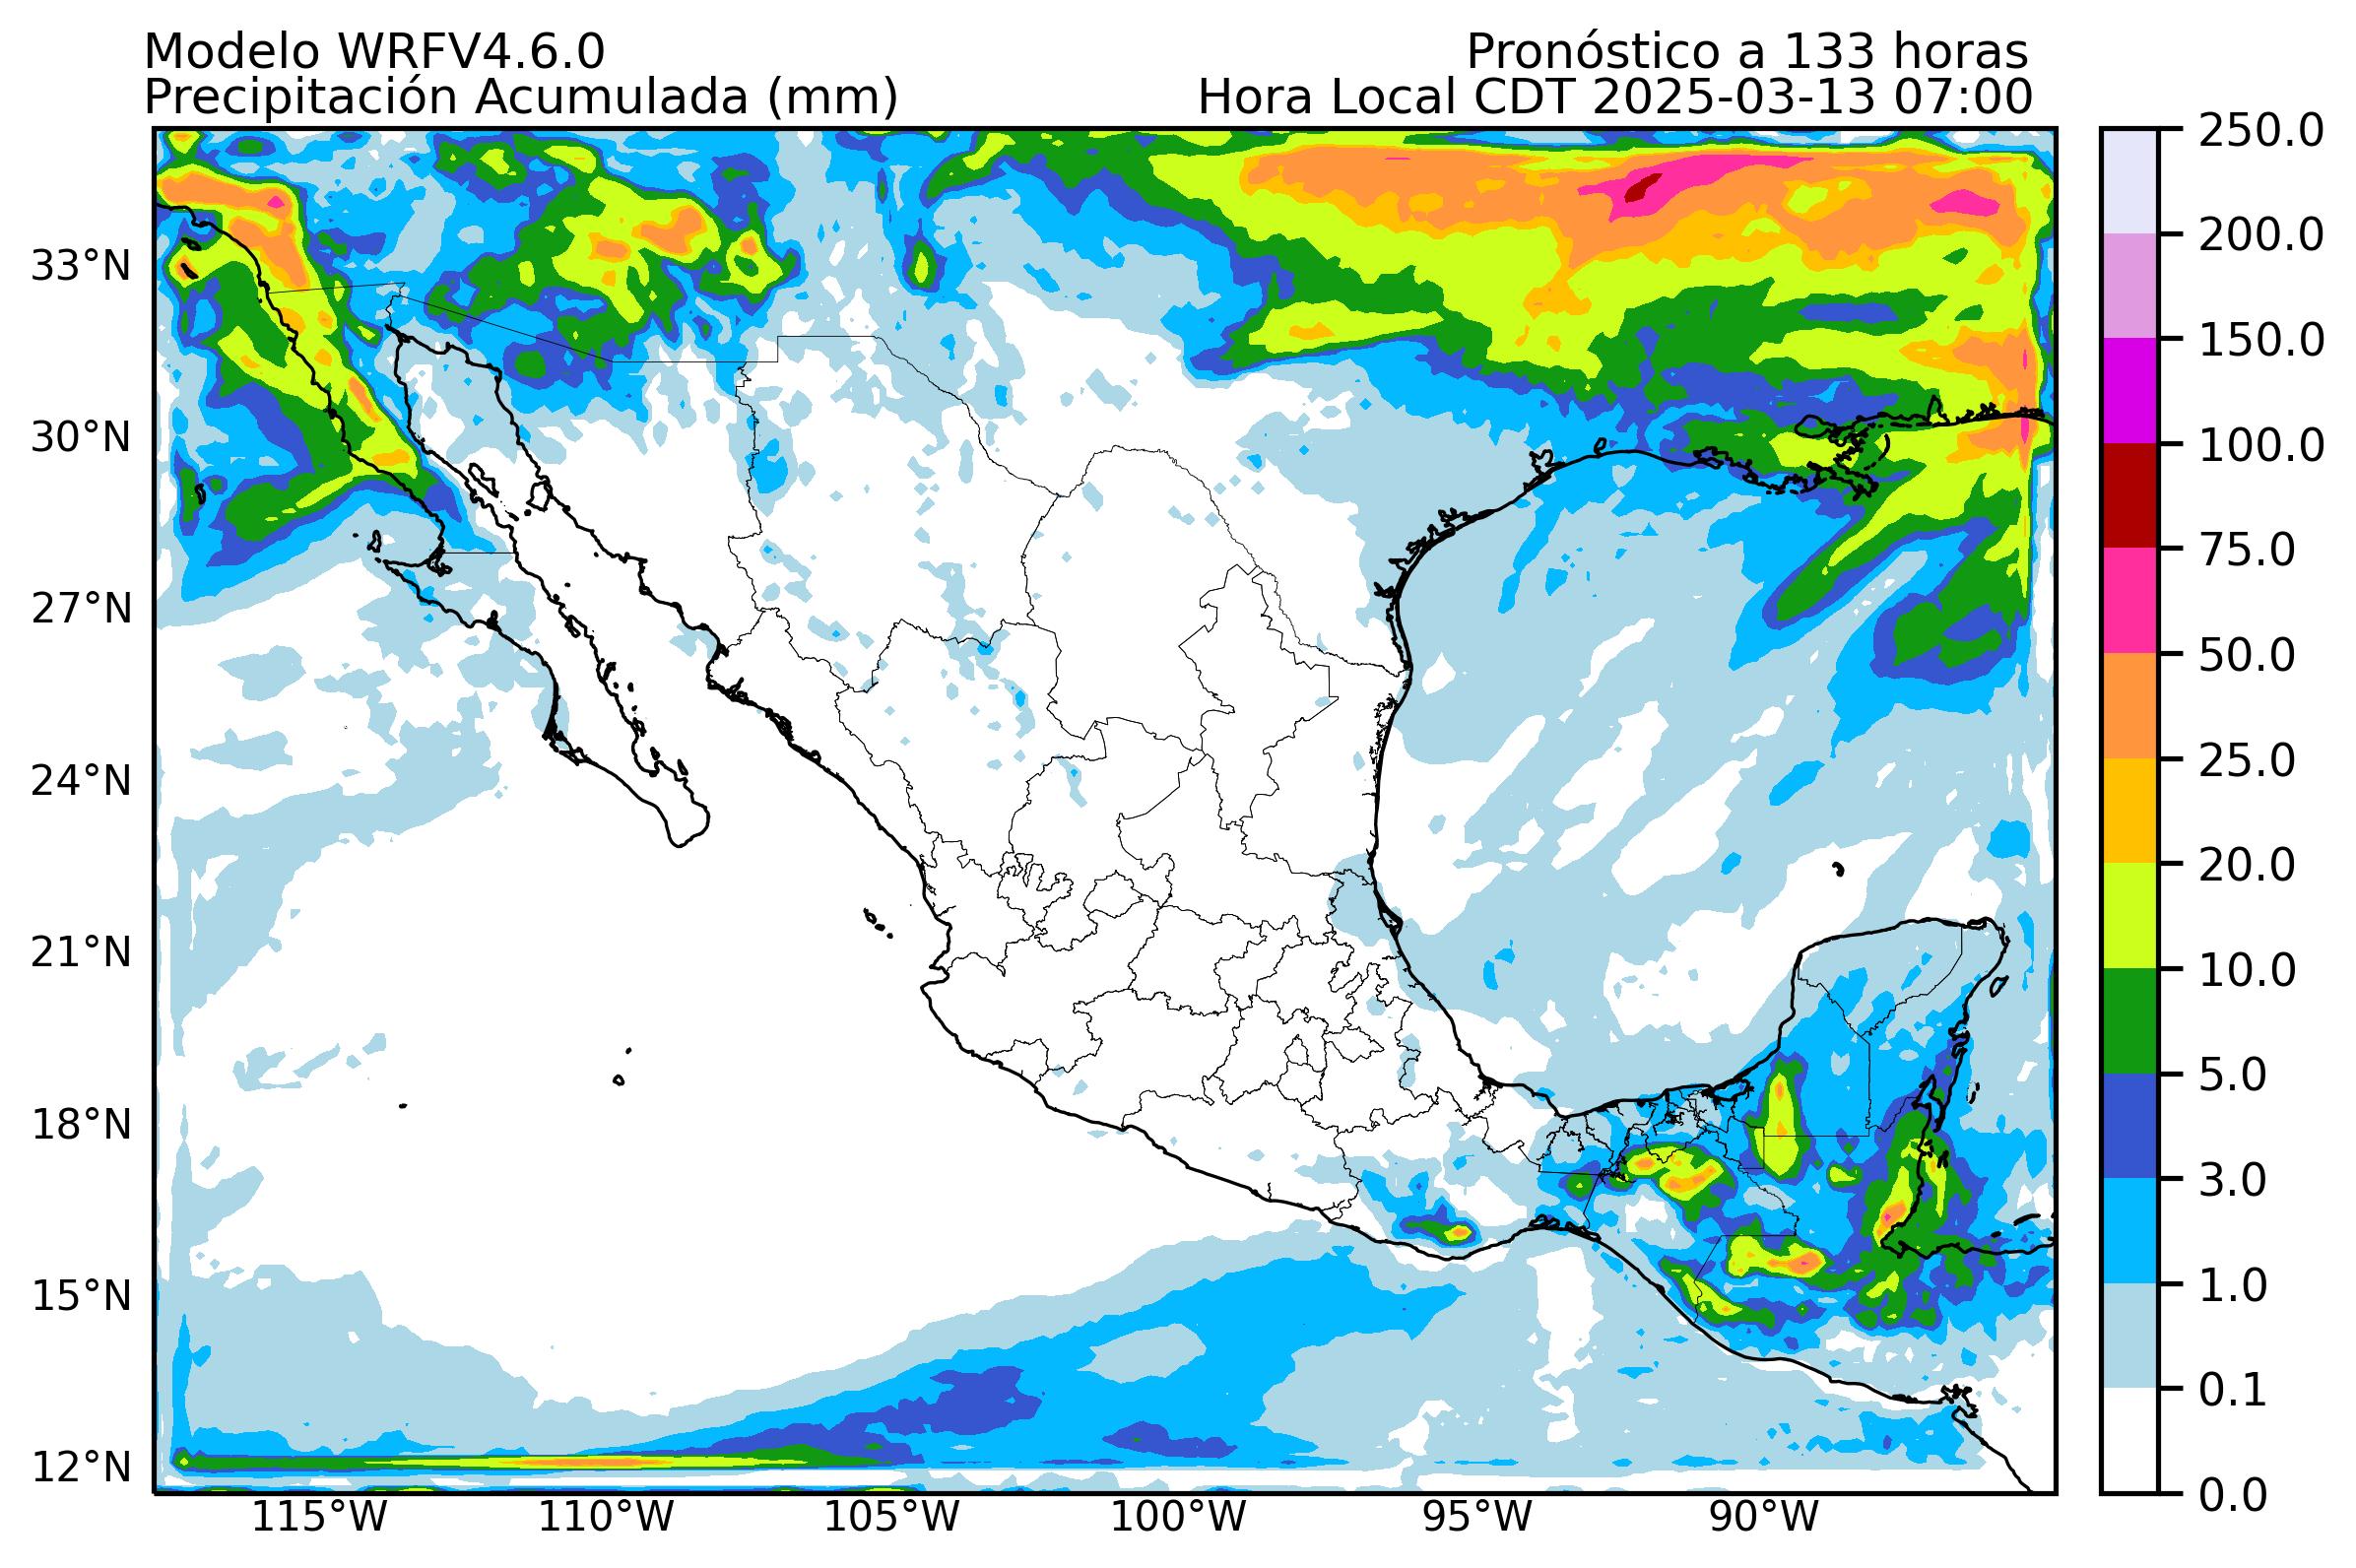 Modelo WRFV4.6.0
Pronóstico a 133 horas
Precipitación Acumulada (mm)
Hora Local CDT 2025-03-13 07:00
33°N
30°N
27°N
24°N
21°N
18°N
15°N
12°N
115°W
110°W
105°W
100°W
95°W
90°W
250.0
200.0
150.0
100.0
75.0
50.0
25.0
20.0
10.0
5.0
3.0
1.0
0.1
0.0